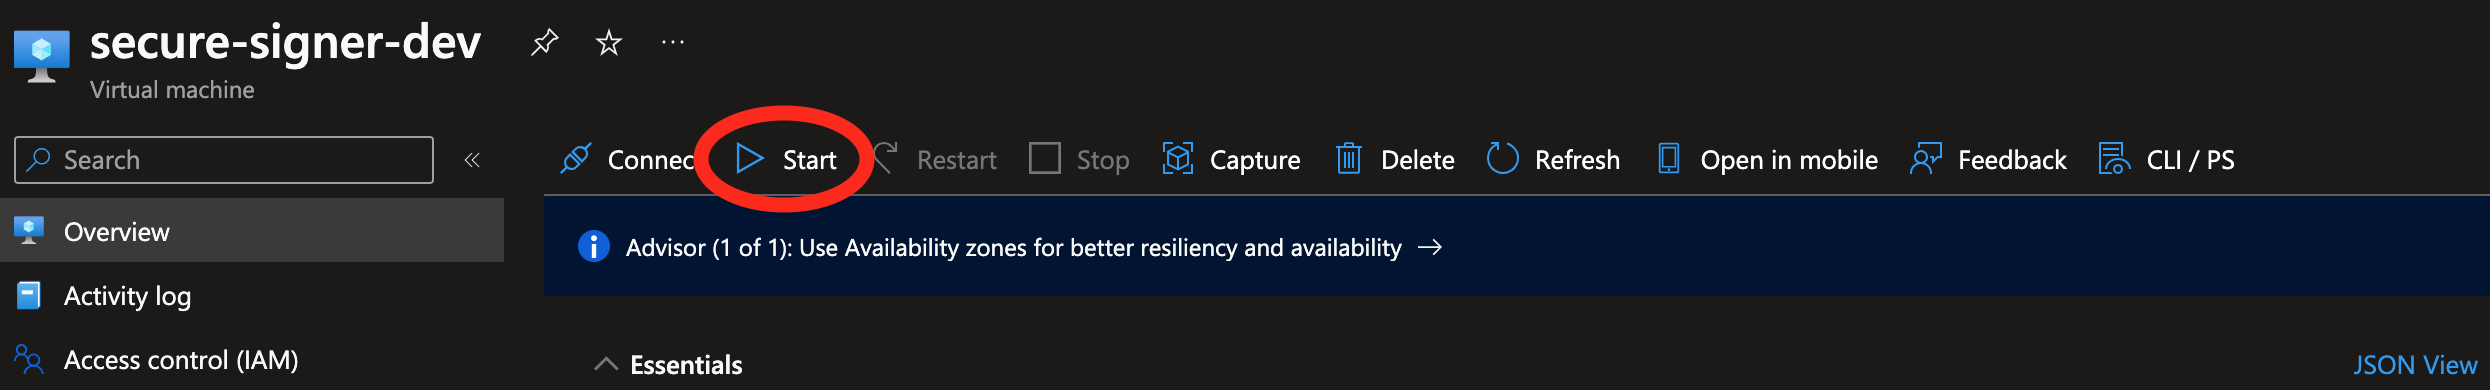 secure-signer-dev
Virtual machine
Search
Connec Start Restart Stop Capture Delete Refresh Open in mobile Feedback CLI / PS
Overview
Advisor (1 of 1): Use Availability zones for better resiliency and availability →
Activity log
Access control (IAM)
Essentials
JSON View